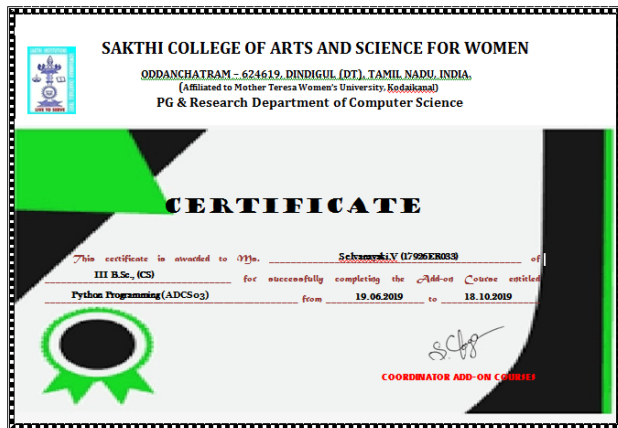 SAKTHI COLLEGE OF ARTS AND SCIENCE FOR WOMEN
ODDANCHATRAM – 624619, DINDIGUL (DT), TAMIL NADU, INDIA.
(Affiliated to Mother Teresa Women's University, Kodaikanal)
PG & Research Department of Computer Science
CERTIFICATE
This certificate is awarded to Ms. Selvanayaki.V (17926ER033) of
III B.Sc., (CS) for successfully completing the Add-on Course entitled
Python Programming (ADCS03) from 19.06.2019 to 18.10.2019
COORDINATOR ADD-ON COURSES